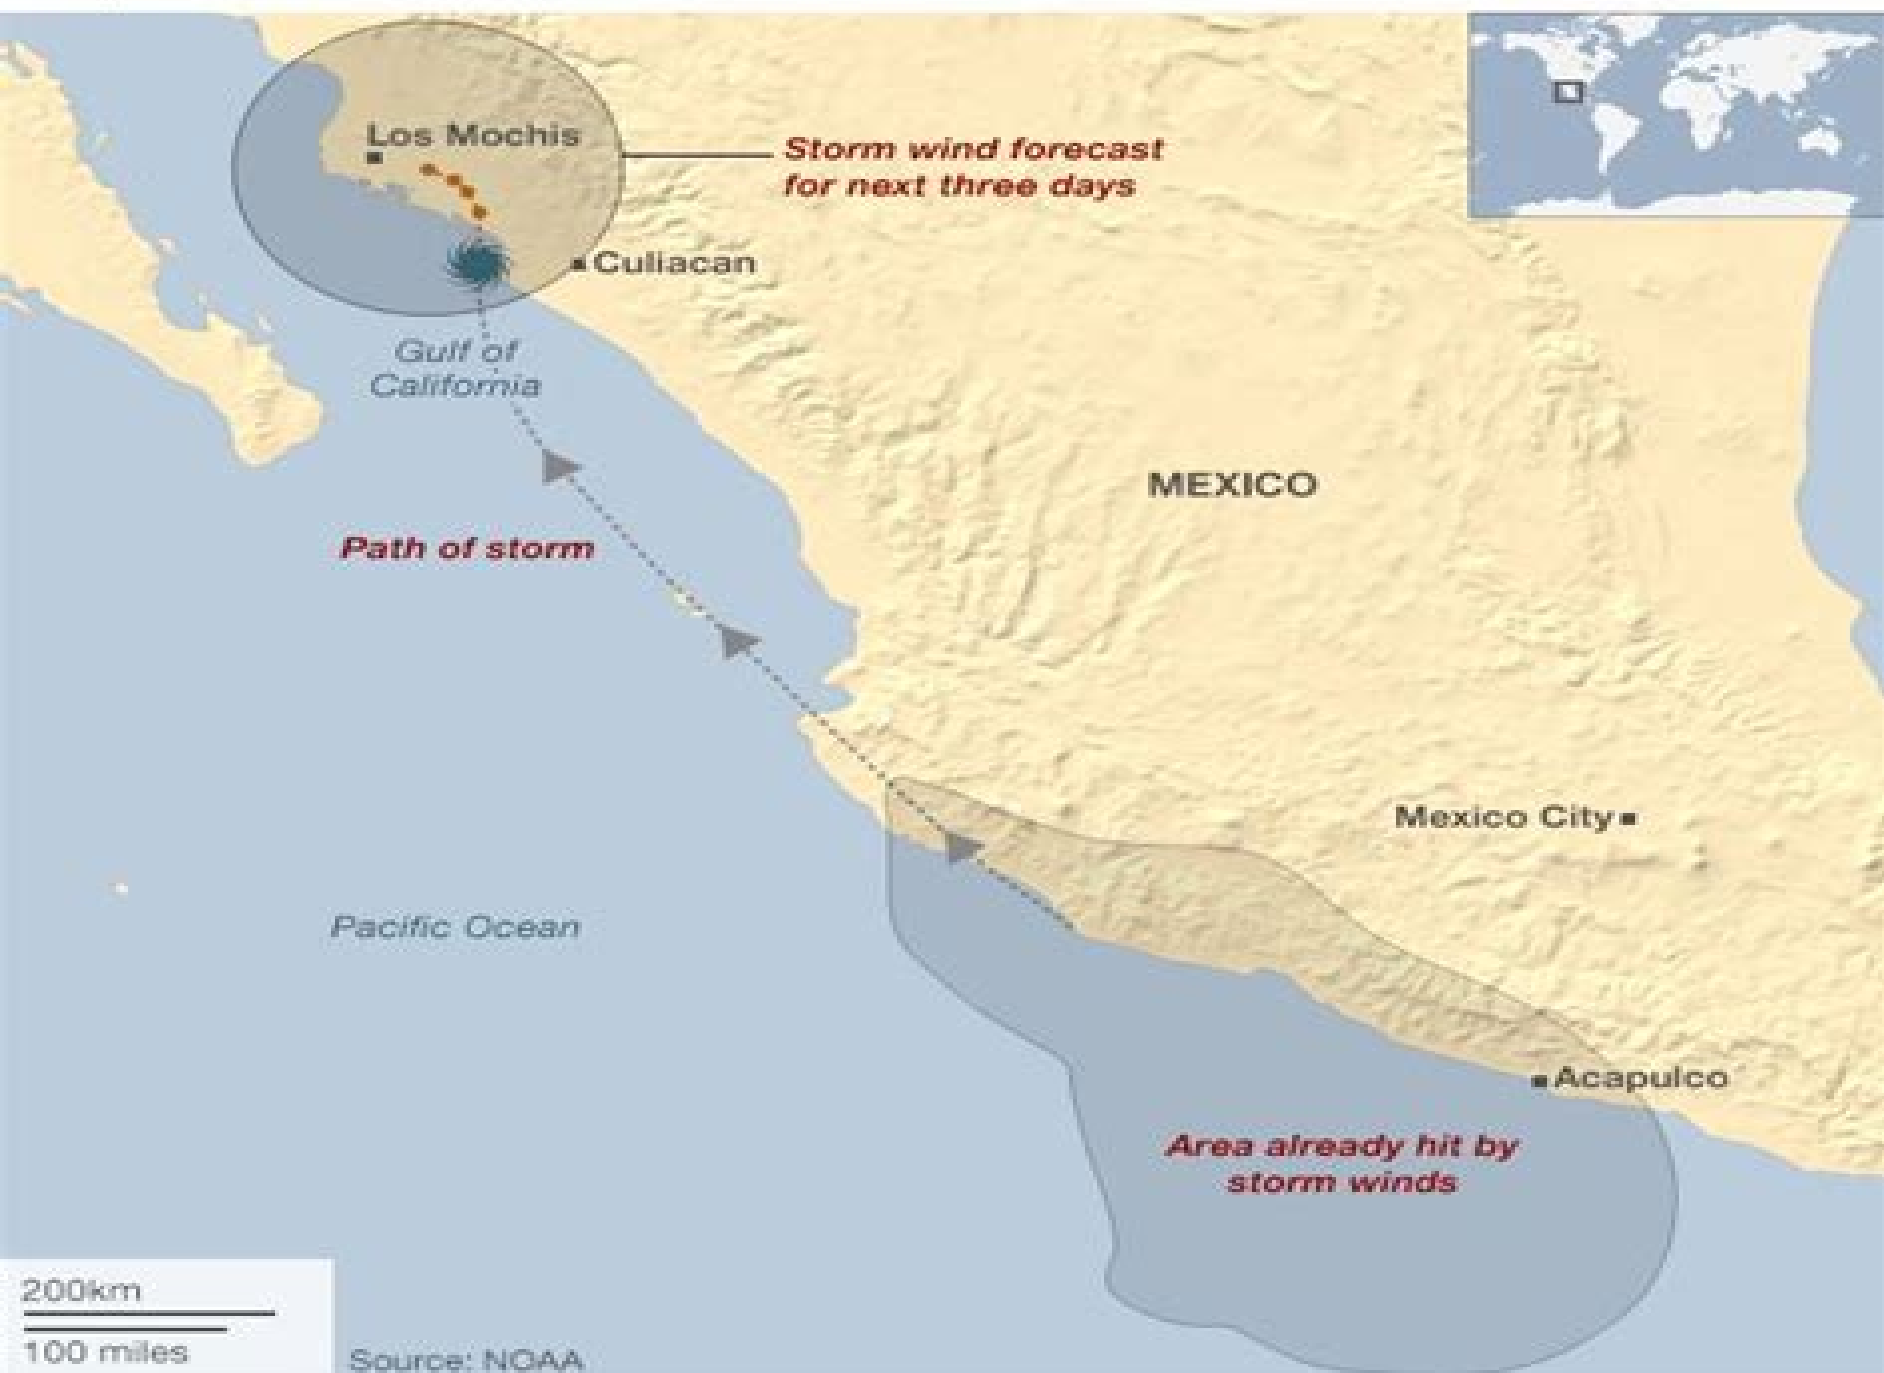 Los Mochis
Storm wind forecast
for next three days
Culiacan
Gulf of
California
MEXICO
Path of storm
Mexico City
Pacific Ocean
Acapulco
Area already hit by
storm winds
200km
100 miles
Source: NOAA